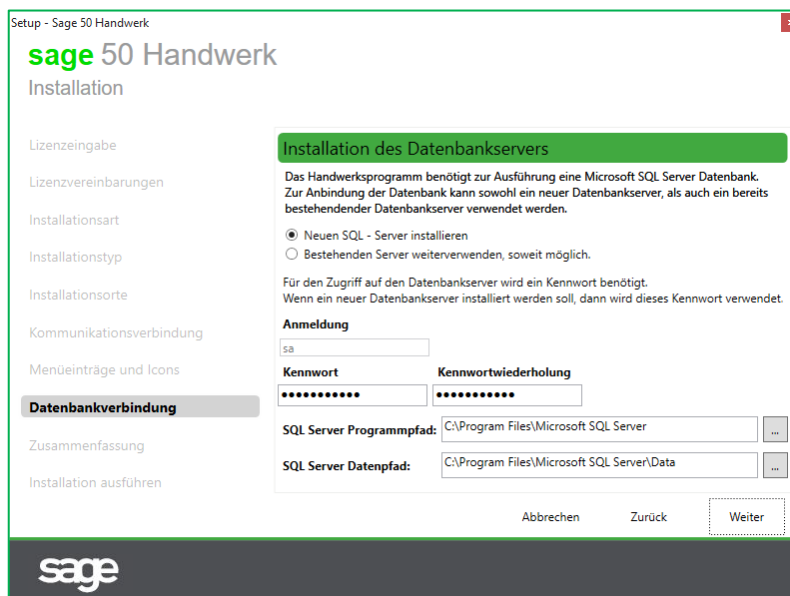 Setup - Sage 50 Handwerk
sage 50 Handwerk
Installation
Lizenzeingabe
Lizenzvereinbarungen
Installationsart
Installationstyp
Installationsorte
Kommunikationsverbindung
Menüeinträge und Icons
Datenbankverbindung
Zusammenfassung
Installation ausführen
Installation des Datenbankservers
Das Handwerksprogramm benötigt zur Ausführung eine Microsoft SQL Server Datenbank.
Zur Anbindung der Datenbank kann sowohl ein neuer Datenbankserver, als auch ein bereits
bestehendender Datenbankserver verwendet werden.
Neuen SQL - Server installieren
Bestehenden Server weiterverwenden, soweit möglich.
Für den Zugriff auf den Datenbankserver wird ein Kennwort benötigt.
Wenn ein neuer Datenbankserver installiert werden soll, dann wird dieses Kennwort verwendet.
Anmeldung
sa
Kennwort Kennwortwiederholung
●●●●●●●●●●● ●●●●●●●●●●●
SQL Server Programmpfad: C:\Program Files\Microsoft SQL Server ...
SQL Server Datenpfad: C:\Program Files\Microsoft SQL Server\Data ...
Abbrechen Zurück Weiter
sage